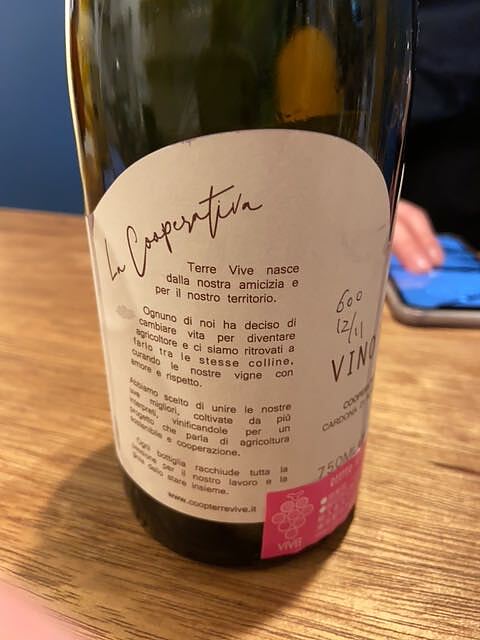 La Cooperativa
Terre Vive nasce
dalla nostra amicizia e
per il nostro territorio.
Ognuno di noi ha deciso di
cambiare vita per diventare
agricoltore e ci siamo ritrovati a
farlo tra le stesse colline,
curando le nostre vigne con
amore e rispetto.
Abbiamo scelto di unire le nostre
uve migliori, coltivate da più
interpreti, vinificandole per un
progetto che parla di agricoltura
sostenibile e cooperazione.
Ogni bottiglia racchiude tutta la
passione per il nostro lavoro e la
gioia dello stare insieme.
www.coopterrevive.it
600
12/11
VINO
CARDONA
750ML
VIVE